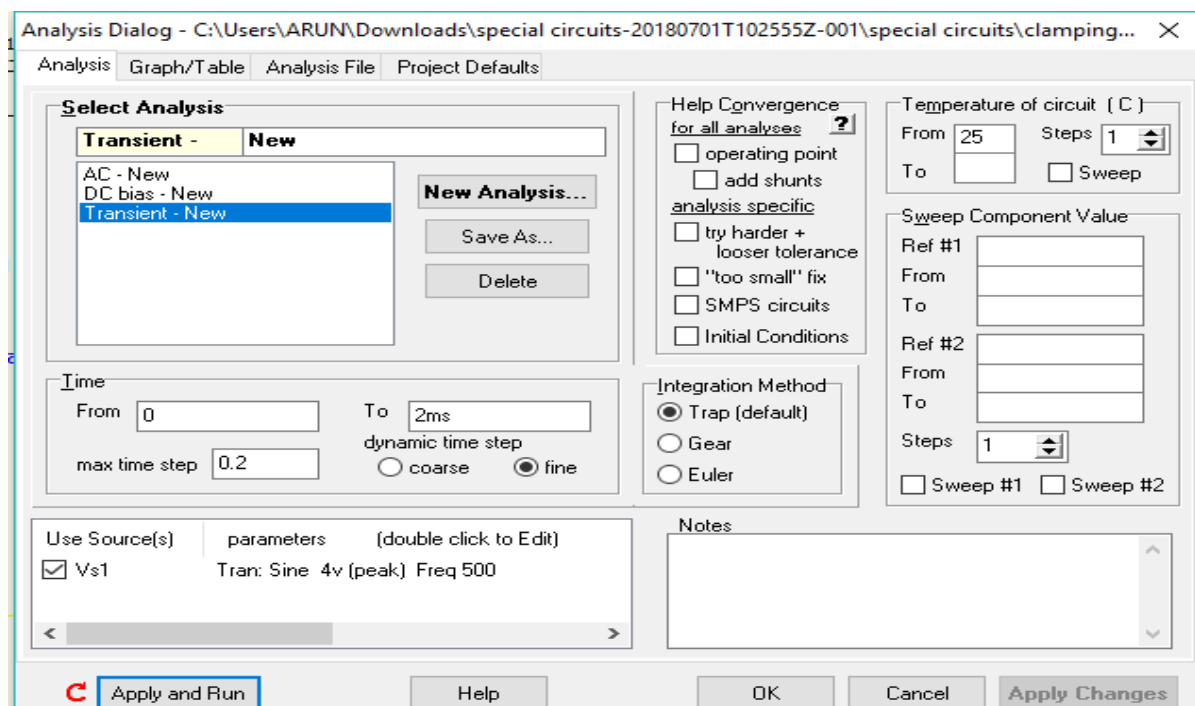 Analysis Dialog - C:\Users\ARUN\Downloads\special circuits-20180701T102555Z-001\special circuits\clamping...
Analysis Graph/Table Analysis File Project Defaults
Select Analysis
Transient - New
AC - New
DC bias - New
Transient - New
New Analysis...
Save As...
Delete
Help Convergence
for all analyses ?
operating point
add shunts
analysis specific
try harder +
looser tolerance
"too small" fix
SMPS circuits
Initial Conditions
Temperature of circuit ( C )
From 25 Steps 1
To Sweep
Sweep Component Value
Ref #1
From
To
Ref #2
From
To
Steps 1
Sweep #1 Sweep #2
Time
From 0 To 2ms
dynamic time step
max time step 0.2 coarse fine
Integration Method
Trap (default)
Gear
Euler
Use Source(s) parameters (double click to Edit)
Vs1 Tran: Sine 4v (peak) Freq 500
Notes
Apply and Run Help OK Cancel Apply Changes